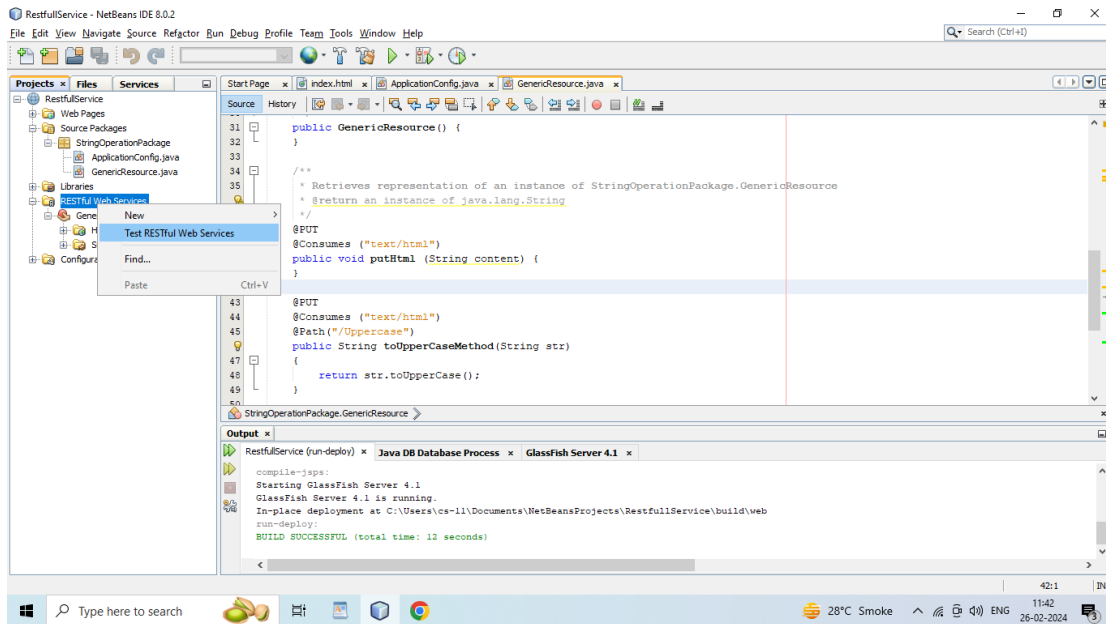 RestfullService - NetBeans IDE 8.0.2
File Edit View Navigate Source Refactor Run Debug Profile Team Tools Window Help
Search (Ctrl+I)
Projects × Files Services
RestfullService
Web Pages
Source Packages
StringOperationPackage
ApplicationConfig.java
GenericResource.java
Libraries
RESTful Web Services
Gene
H
S
Configura
New
Test RESTful Web Services
Find...
Paste Ctrl+V
Start Page × index.html × ApplicationConfig.java × GenericResource.java ×
Source History
31 public GenericResource() {
32 }
33
34 /**
35 * Retrieves representation of an instance of StringOperationPackage.GenericResource
* @return an instance of java.lang.String
*/
@PUT
@Consumes ("text/html")
public void putHtml (String content) {
}
43 @PUT
44 @Consumes ("text/html")
45 @Path("/Uppercase")
public String toUpperCaseMethod(String str)
47 {
48 return str.toUpperCase();
49 }
50
StringOperationPackage.GenericResource
Output ×
RestfullService (run-deploy) × Java DB Database Process × GlassFish Server 4.1 ×
compile-jsps:
Starting GlassFish Server 4.1
GlassFish Server 4.1 is running.
In-place deployment at C:\Users\cs-11\Documents\NetBeansProjects\RestfullService\build\web
run-deploy:
BUILD SUCCESSFUL (total time: 12 seconds)
42:1 IN
Type here to search
28°C Smoke
ENG
11:42
26-02-2024
3